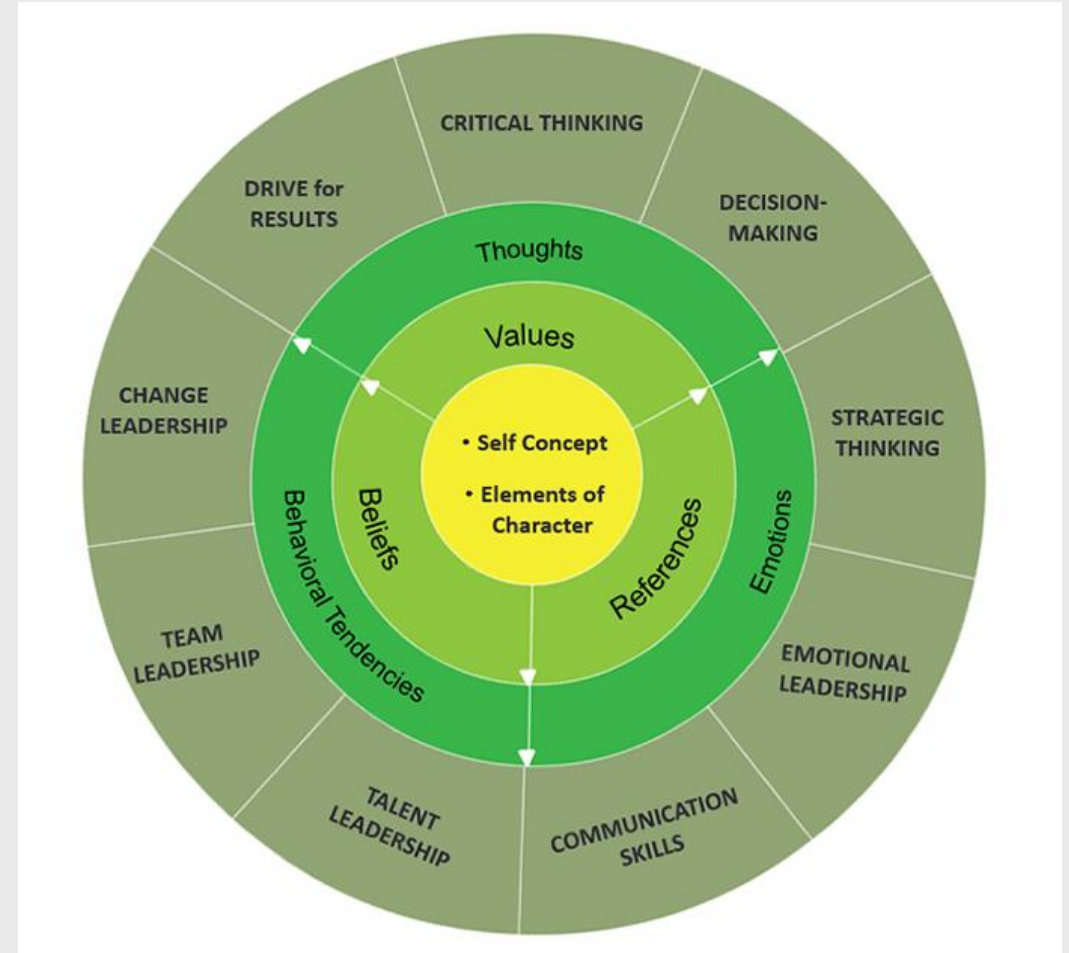 CRITICAL THINKING
DECISION-
MAKING
STRATEGIC
THINKING
EMOTIONAL
LEADERSHIP
COMMUNICATION
SKILLS
TALENT
LEADERSHIP
TEAM
LEADERSHIP
CHANGE
LEADERSHIP
DRIVE for
RESULTS
Thoughts
Emotions
Behavioral Tendencies
Values
References
Beliefs
• Self Concept
• Elements of
Character